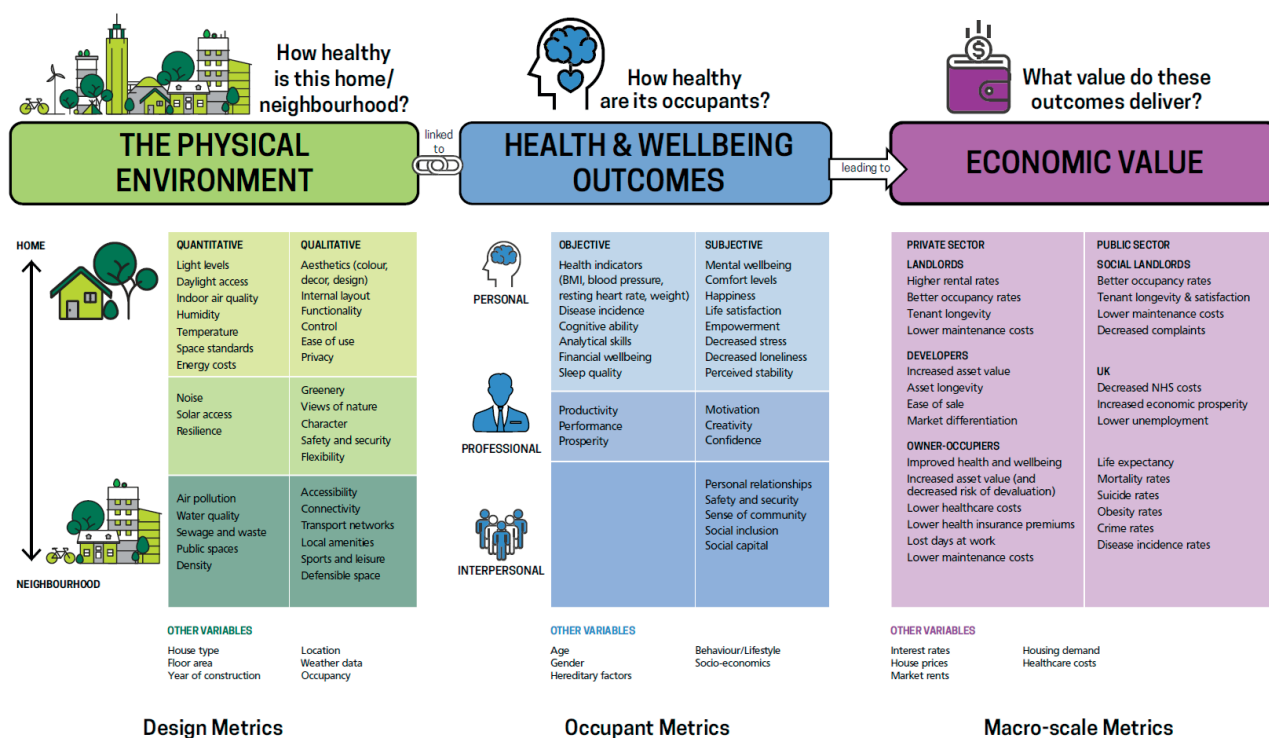 How healthy
is this home/
neighbourhood?
How healthy
are its occupants?
$
What value do these
outcomes deliver?
THE PHYSICAL
ENVIRONMENT
linked
to
HEALTH & WELLBEING
OUTCOMES
leading to
ECONOMIC VALUE
HOME
NEIGHBOURHOOD
QUANTITATIVE
Light levels
Daylight access
Indoor air quality
Humidity
Temperature
Space standards
Energy costs
QUALITATIVE
Aesthetics (colour,
decor, design)
Internal layout
Functionality
Control
Ease of use
Privacy
Noise
Solar access
Resilience
Greenery
Views of nature
Character
Safety and security
Flexibility
Air pollution
Water quality
Sewage and waste
Public spaces
Density
Accessibility
Connectivity
Transport networks
Local amenities
Sports and leisure
Defensible space
OTHER VARIABLES
House type
Floor area
Year of construction
Location
Weather data
Occupancy
Design Metrics
PERSONAL
OBJECTIVE
Health indicators
(BMI, blood pressure,
resting heart rate, weight)
Disease incidence
Cognitive ability
Analytical skills
Financial wellbeing
Sleep quality
SUBJECTIVE
Mental wellbeing
Comfort levels
Happiness
Life satisfaction
Empowerment
Decreased stress
Decreased loneliness
Perceived stability
PROFESSIONAL
Productivity
Performance
Prosperity
Motivation
Creativity
Confidence
INTERPERSONAL
Personal relationships
Safety and security
Sense of community
Social inclusion
Social capital
OTHER VARIABLES
Age
Gender
Hereditary factors
Behaviour/Lifestyle
Socio-economics
Occupant Metrics
PRIVATE SECTOR
LANDLORDS
Higher rental rates
Better occupancy rates
Tenant longevity
Lower maintenance costs
DEVELOPERS
Increased asset value
Asset longevity
Ease of sale
Market differentiation
OWNER-OCCUPIERS
Improved health and wellbeing
Increased asset value (and
decreased risk of devaluation)
Lower healthcare costs
Lower health insurance premiums
Lost days at work
Lower maintenance costs
PUBLIC SECTOR
SOCIAL LANDLORDS
Better occupancy rates
Tenant longevity & satisfaction
Lower maintenance costs
Decreased complaints
UK
Decreased NHS costs
Increased economic prosperity
Lower unemployment
Life expectancy
Mortality rates
Suicide rates
Obesity rates
Crime rates
Disease incidence rates
OTHER VARIABLES
Interest rates
House prices
Market rents
Housing demand
Healthcare costs
Macro-scale Metrics